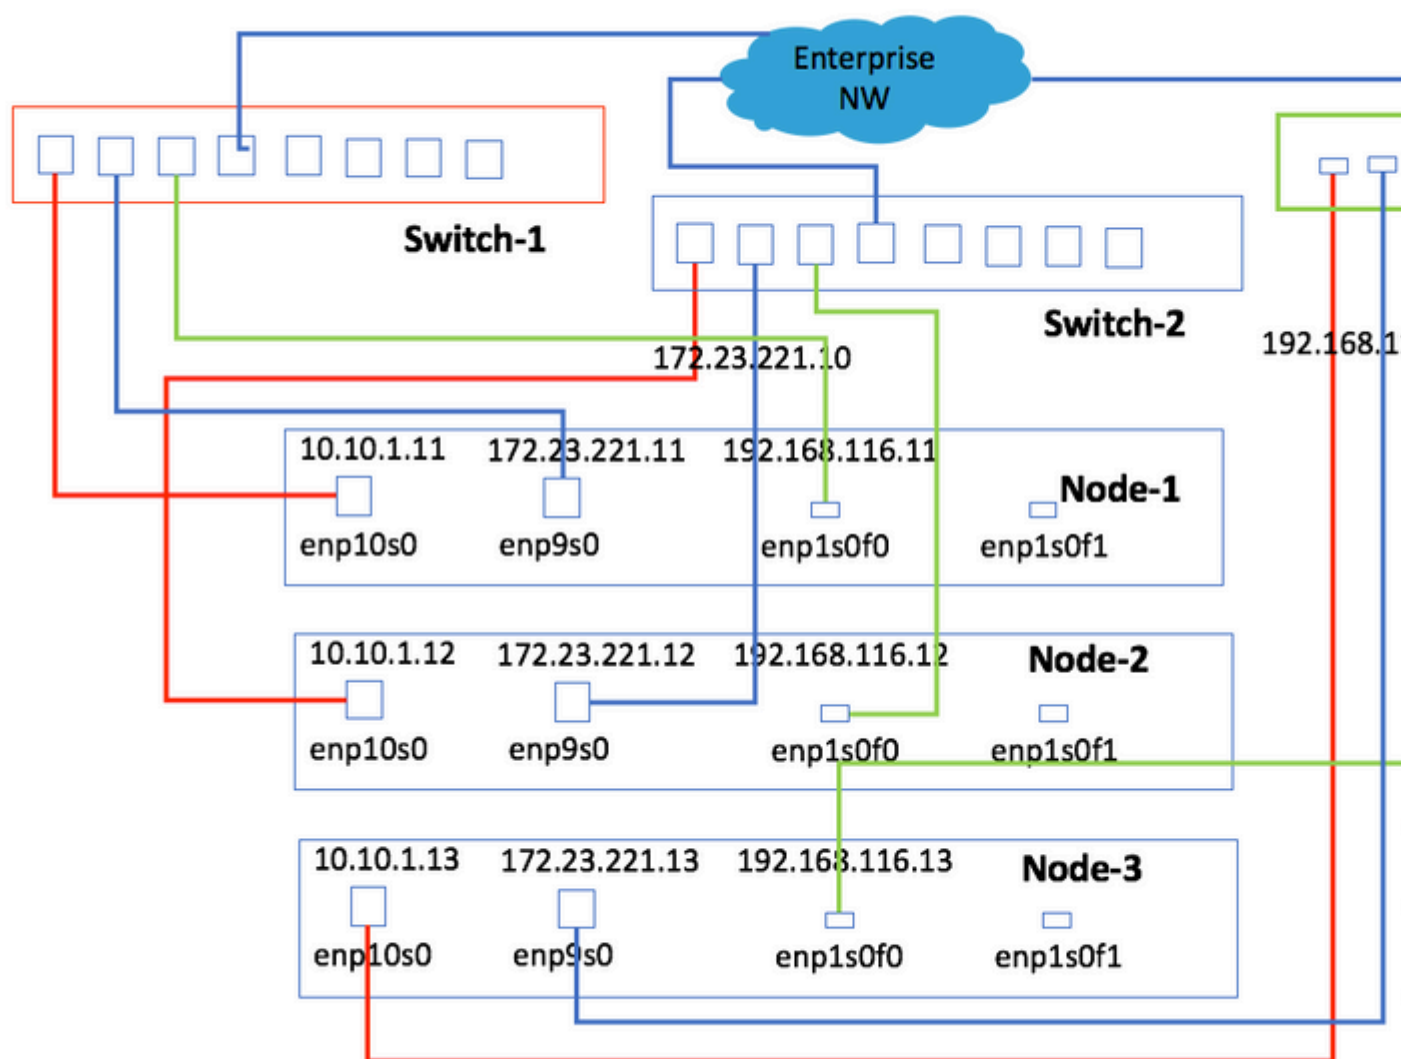 Enterprise
NW
Switch-1
Switch-2
172.23.221.10
192.168.1
10.10.1.11
172.23.221.11
192.168.116.11
Node-1
enp10s0
enp9s0
enp1s0f0
enp1s0f1
10.10.1.12
172.23.221.12
192.168.116.12
Node-2
enp10s0
enp9s0
enp1s0f0
enp1s0f1
10.10.1.13
172.23.221.13
192.168.116.13
Node-3
enp10s0
enp9s0
enp1s0f0
enp1s0f1